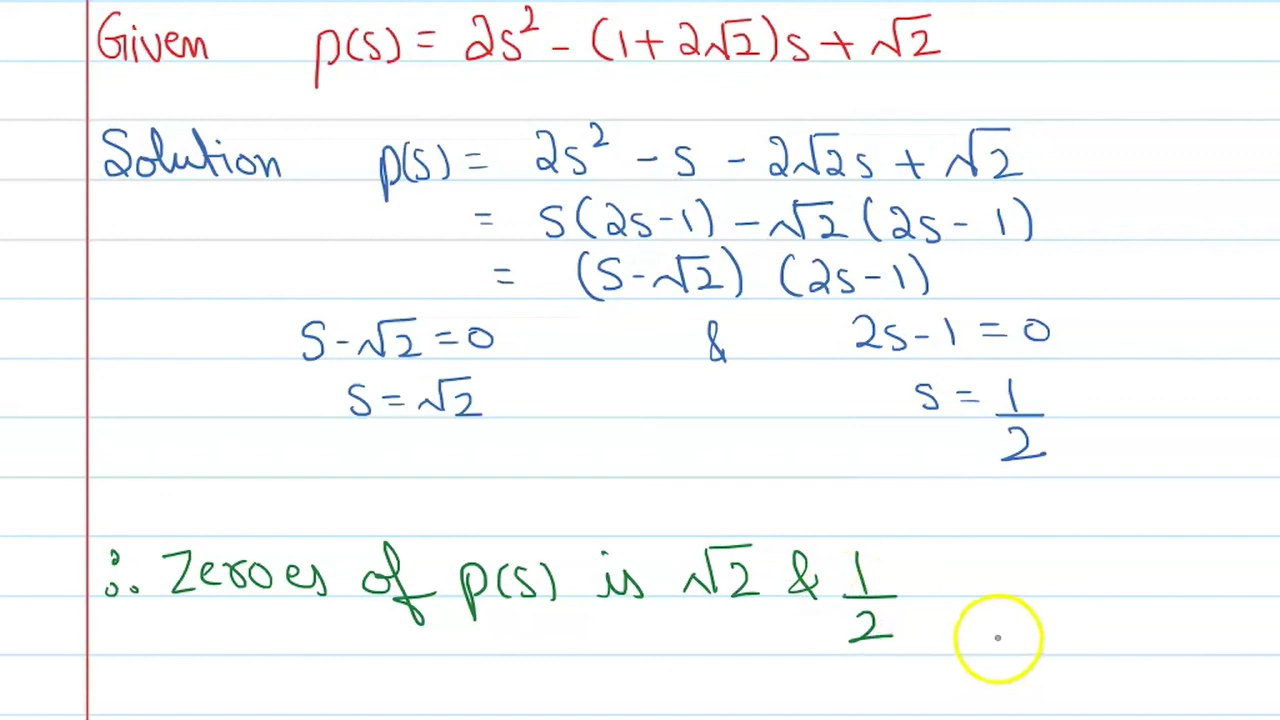 Given p(s) = 2s² - (1 + 2√2)s + √2
Solution p(s) = 2s² - s - 2√2s + √2
= s(2s-1) - √2 (2s - 1)
= (s-√2) (2s-1)
s-√2 = 0 & 2s-1 = 0
s = √2 s = 1/2
∴ Zeroes of p(s) is √2 & 1/2